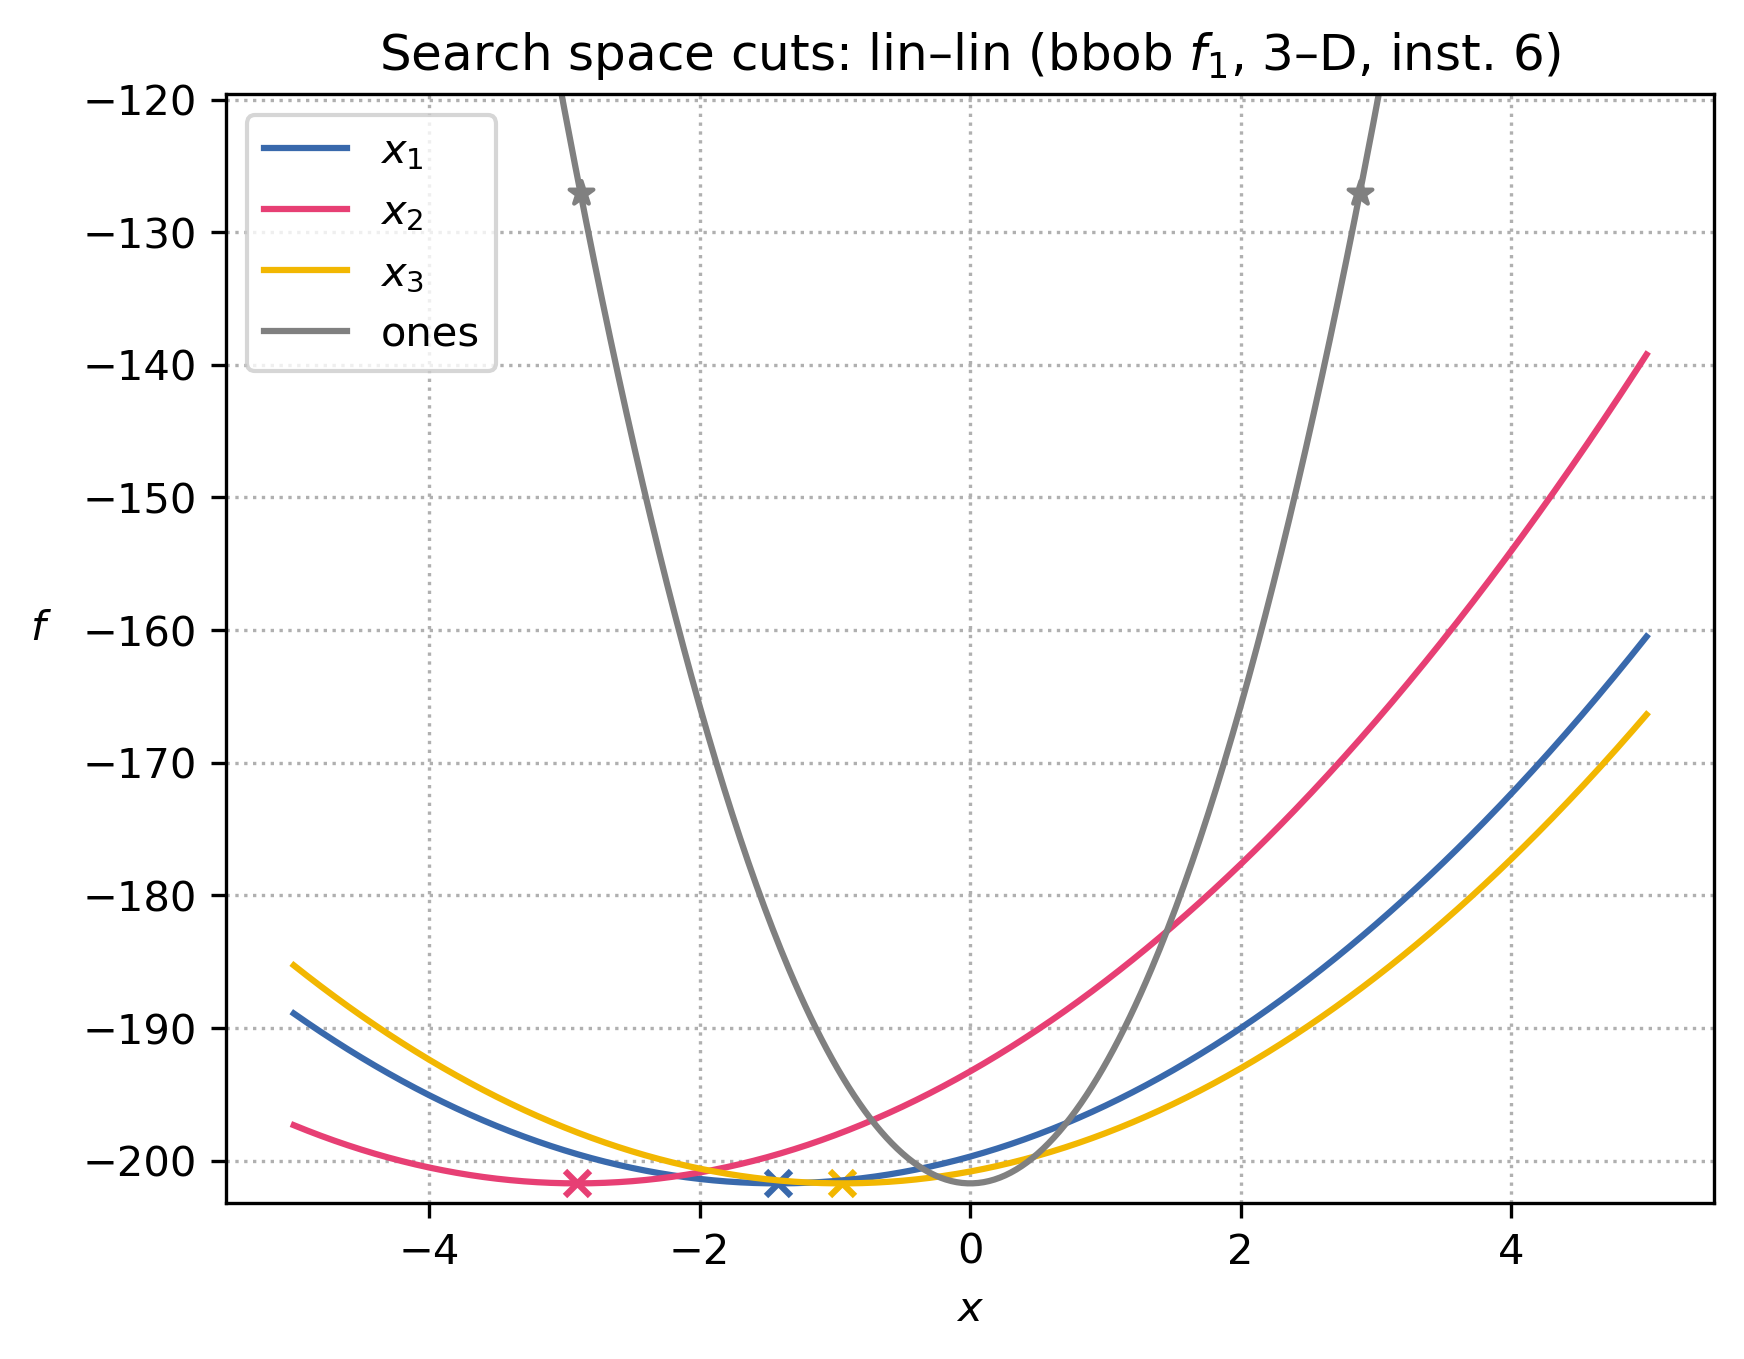 Search space cuts: lin–lin (bbob f₁, 3–D, inst. 6)
−120
−130
−140
−150
−160
−170
−180
−190
−200
f
x₁
x₂
x₃
ones
−4 −2 0 2 4
x